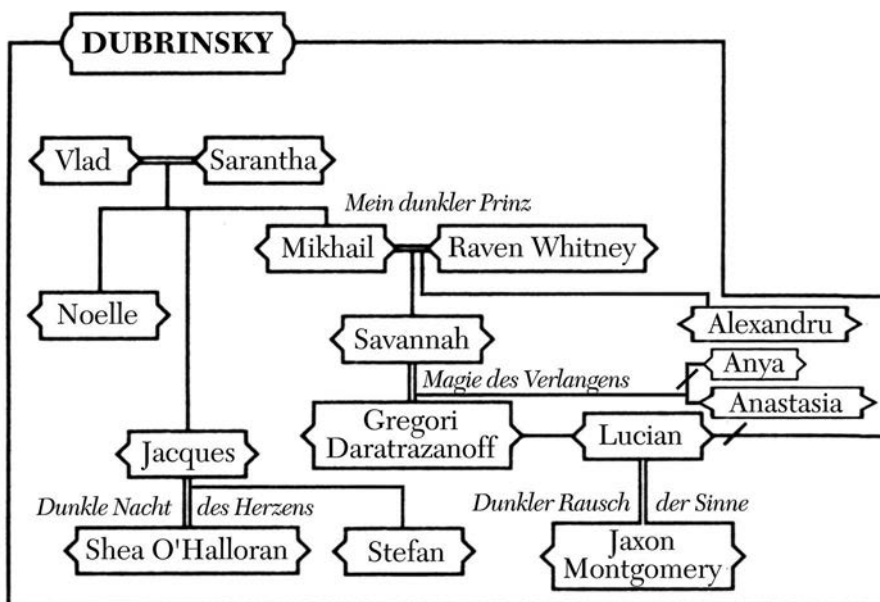 DUBRINSKY
Vlad
Sarantha
Mein dunkler Prinz
Mikhail
Raven Whitney
Noelle
Savannah
Alexandru
Anya
Magie des Verlangens
Anastasia
Gregori
Daratrazanoff
Lucian
Jacques
Dunkle Nacht des Herzens
Dunkler Rausch der Sinne
Shea O'Halloran
Stefan
Jaxon
Montgomery